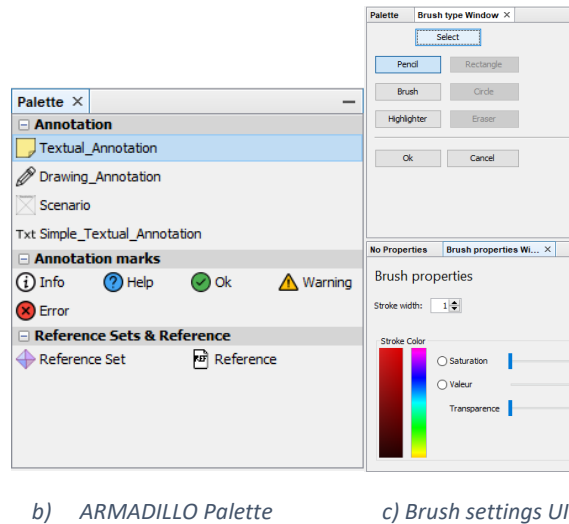 Palette ×
Annotation
Textual_Annotation
Drawing_Annotation
Scenario
Txt Simple_Textual_Annotation
Annotation marks
Info Help Ok Warning
Error
Reference Sets & Reference
Reference Set REF Reference
b) ARMADILLO Palette
Palette Brush type Window ×
Select
Pencil Rectangle
Brush Circle
Highlighter Eraser
Ok Cancel
No Properties Brush properties Wi... ×
Brush properties
Stroke width: 1
Stroke Color
Saturation
Valeur
Transparence
c) Brush settings UI